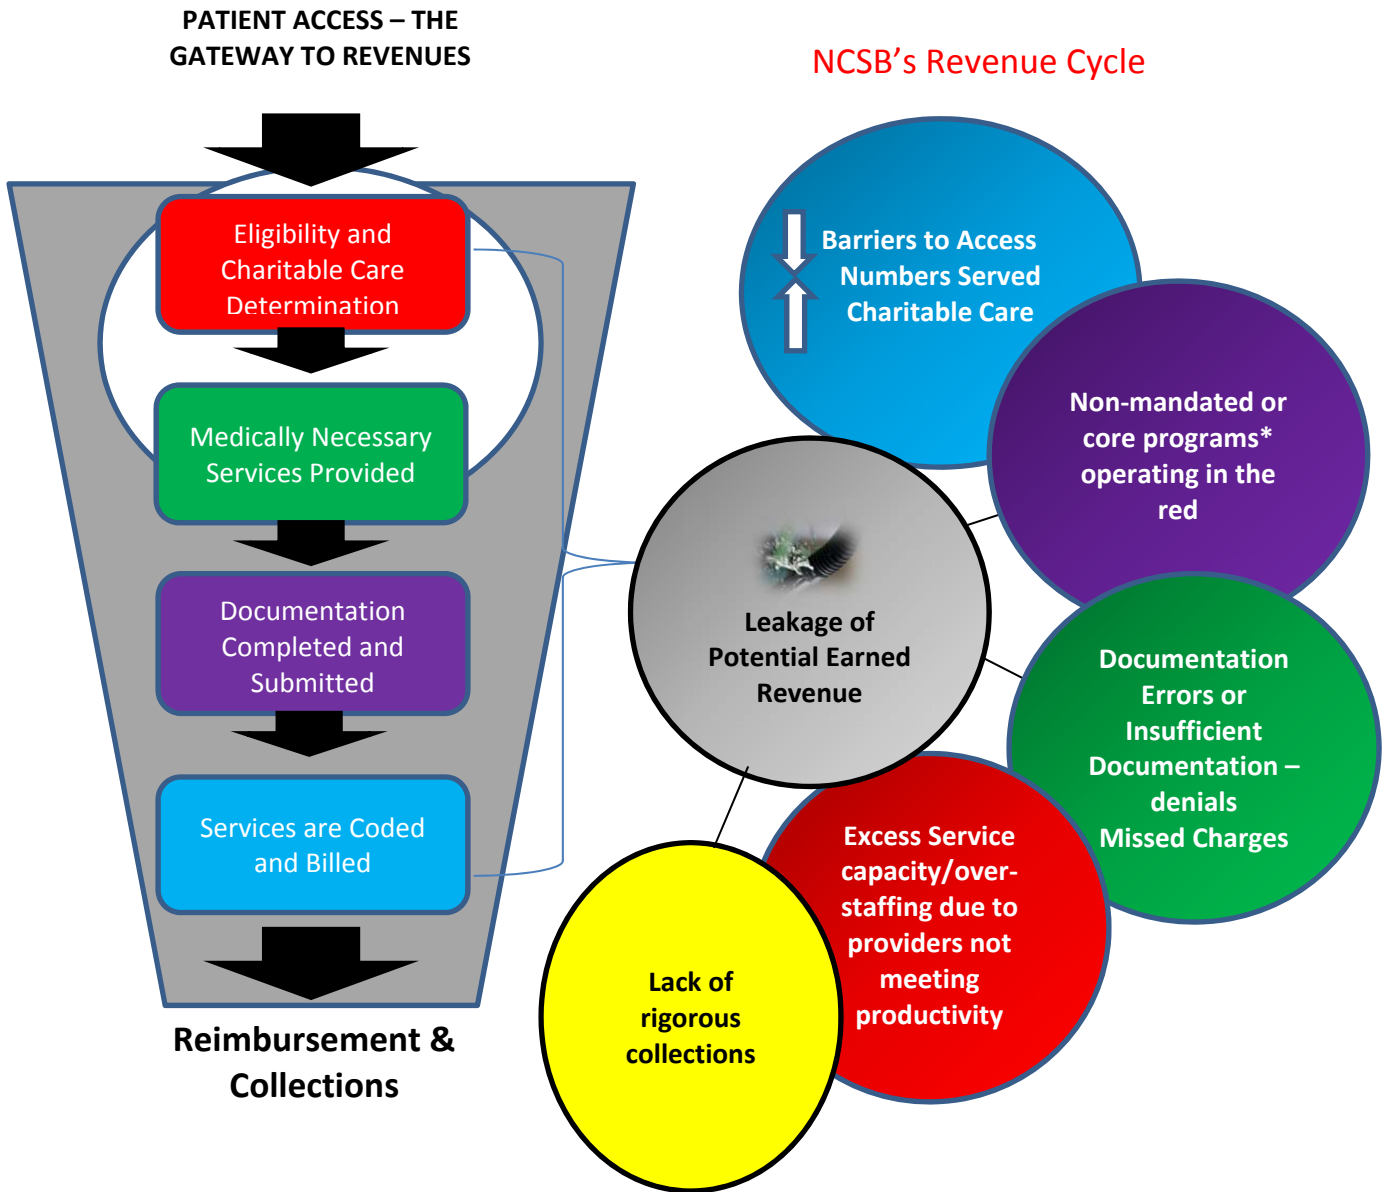 PATIENT ACCESS – THE
GATEWAY TO REVENUES
Eligibility and
Charitable Care
Determination
Medically Necessary
Services Provided
Documentation
Completed and
Submitted
Services are Coded
and Billed
Reimbursement &
Collections
NCSB's Revenue Cycle
Barriers to Access
Numbers Served
Charitable Care
Non-mandated or
core programs*
operating in the
red
Leakage of
Potential Earned
Revenue
Documentation
Errors or
Insufficient
Documentation –
denials
Missed Charges
Excess Service
capacity/over-
staffing due to
providers not
meeting
productivity
Lack of
rigorous
collections